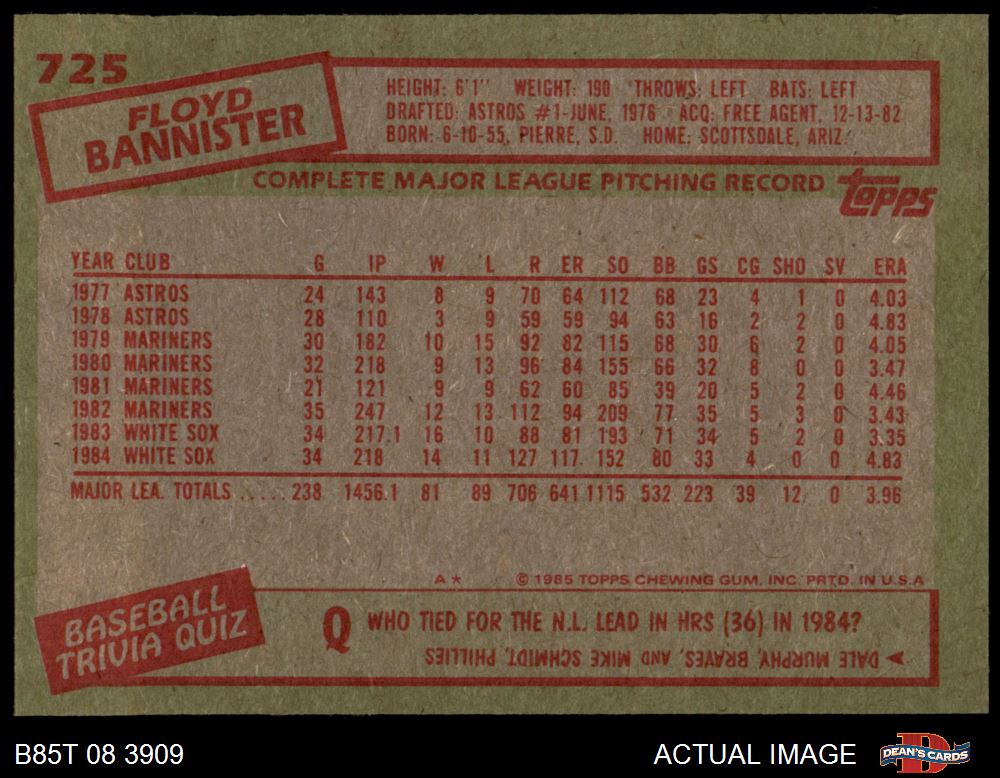 725
FLOYD
BANNISTER
HEIGHT: 6'1'' WEIGHT: 190 THROWS: LEFT BATS: LEFT
DRAFTED: ASTROS #1-JUNE, 1976 ACQ: FREE AGENT, 12-13-82
BORN: 6-10-55, PIERRE, S.D. HOME: SCOTTSDALE, ARIZ.
COMPLETE MAJOR LEAGUE PITCHING RECORD
topps
YEAR CLUB G IP W L R ER SO BB GS CG SHO SV ERA
1977 ASTROS 24 143 8 9 70 64 112 68 23 4 1 0 4.03
1978 ASTROS 28 110 3 9 59 59 94 63 16 2 2 0 4.83
1979 MARINERS 30 182 10 15 92 82 115 68 30 6 2 0 4.05
1980 MARINERS 32 218 9 13 96 84 155 66 32 8 0 0 3.47
1981 MARINERS 21 121 9 9 62 60 85 39 20 5 2 0 4.46
1982 MARINERS 35 247 12 13 112 94 209 77 35 5 3 0 3.43
1983 WHITE SOX 34 217.1 16 10 88 81 193 71 34 5 2 0 3.35
1984 WHITE SOX 34 218 14 11 127 117 152 80 33 4 0 0 4.83
MAJOR LEA. TOTALS ..... 238 1456.1 81 89 706 641 1115 532 223 39 12 0 3.96
A* © 1985 TOPPS CHEWING GUM, INC. PRTD. IN U.S.A
BASEBALL
TRIVIA QUIZ
Q WHO TIED FOR THE N.L. LEAD IN HRS (36) IN 1984?
DALE MURPHY, BRAVES, AND MIKE SCHMIDT, PHILLIES
B85T 08 3909
ACTUAL IMAGE
D
DEAN'S CARDS